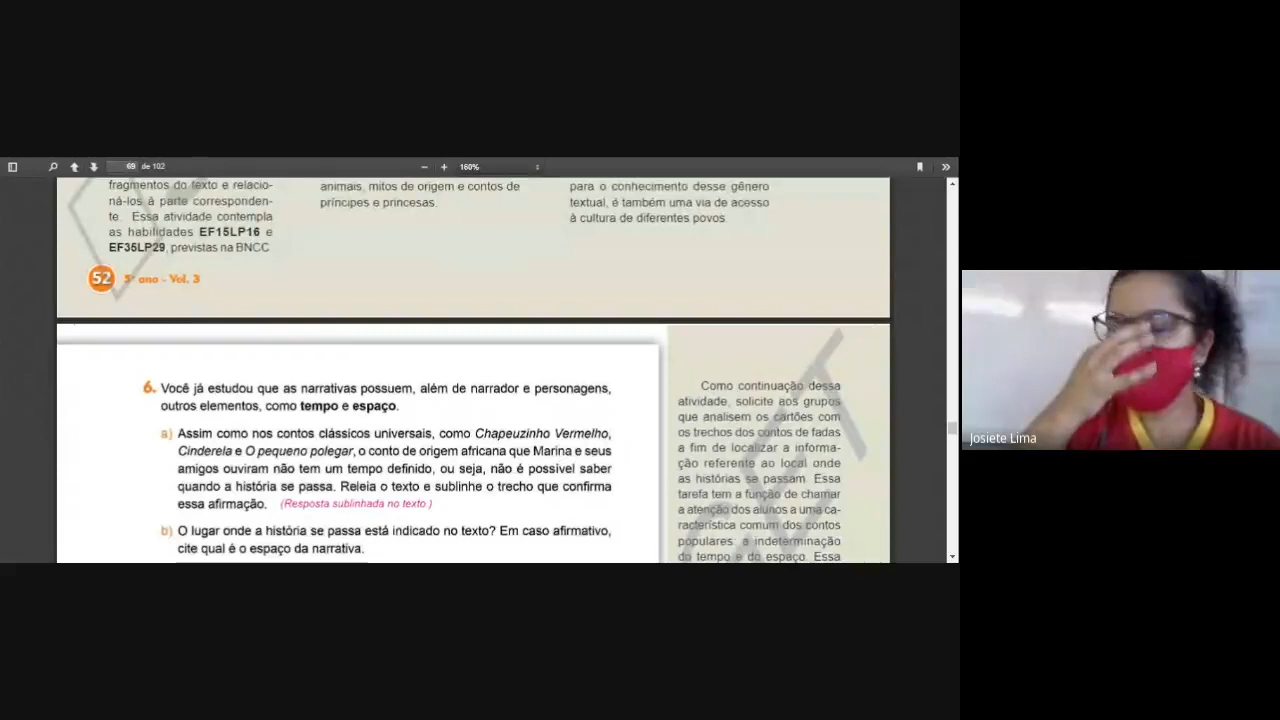 69 de 102
160%
fragmentos do texto e relacio-
ná-los à parte corresponden-
te. Essa atividade contempla
as habilidades EF15LP16 e
EF35LP29, previstas na BNCC
animais, mitos de origem e contos de
príncipes e princesas.
para o conhecimento desse gênero
textual, é também uma via de acesso
à cultura de diferentes povos
52 5º ano - Vol. 3
6. Você já estudou que as narrativas possuem, além de narrador e personagens,
outros elementos, como tempo e espaço.
a) Assim como nos contos clássicos universais, como Chapeuzinho Vermelho,
Cinderela e O pequeno polegar, o conto de origem africana que Marina e seus
amigos ouviram não tem um tempo definido, ou seja, não é possível saber
quando a história se passa. Releia o texto e sublinhe o trecho que confirma
essa afirmação. (Resposta sublinhada no texto.)
b) O lugar onde a história se passa está indicado no texto? Em caso afirmativo,
cite qual é o espaço da narrativa.
Como continuação dessa
atividade, solicite aos grupos
que analisem os cartões com
os trechos dos contos de fadas
a fim de localizar a informa-
ção referente ao local onde
as histórias se passam. Essa
tarefa tem a função de chamar
a atenção dos alunos a uma ca-
racterística comum dos contos
populares: a indeterminação
do tempo e do espaço. Essa
Josiete Lima